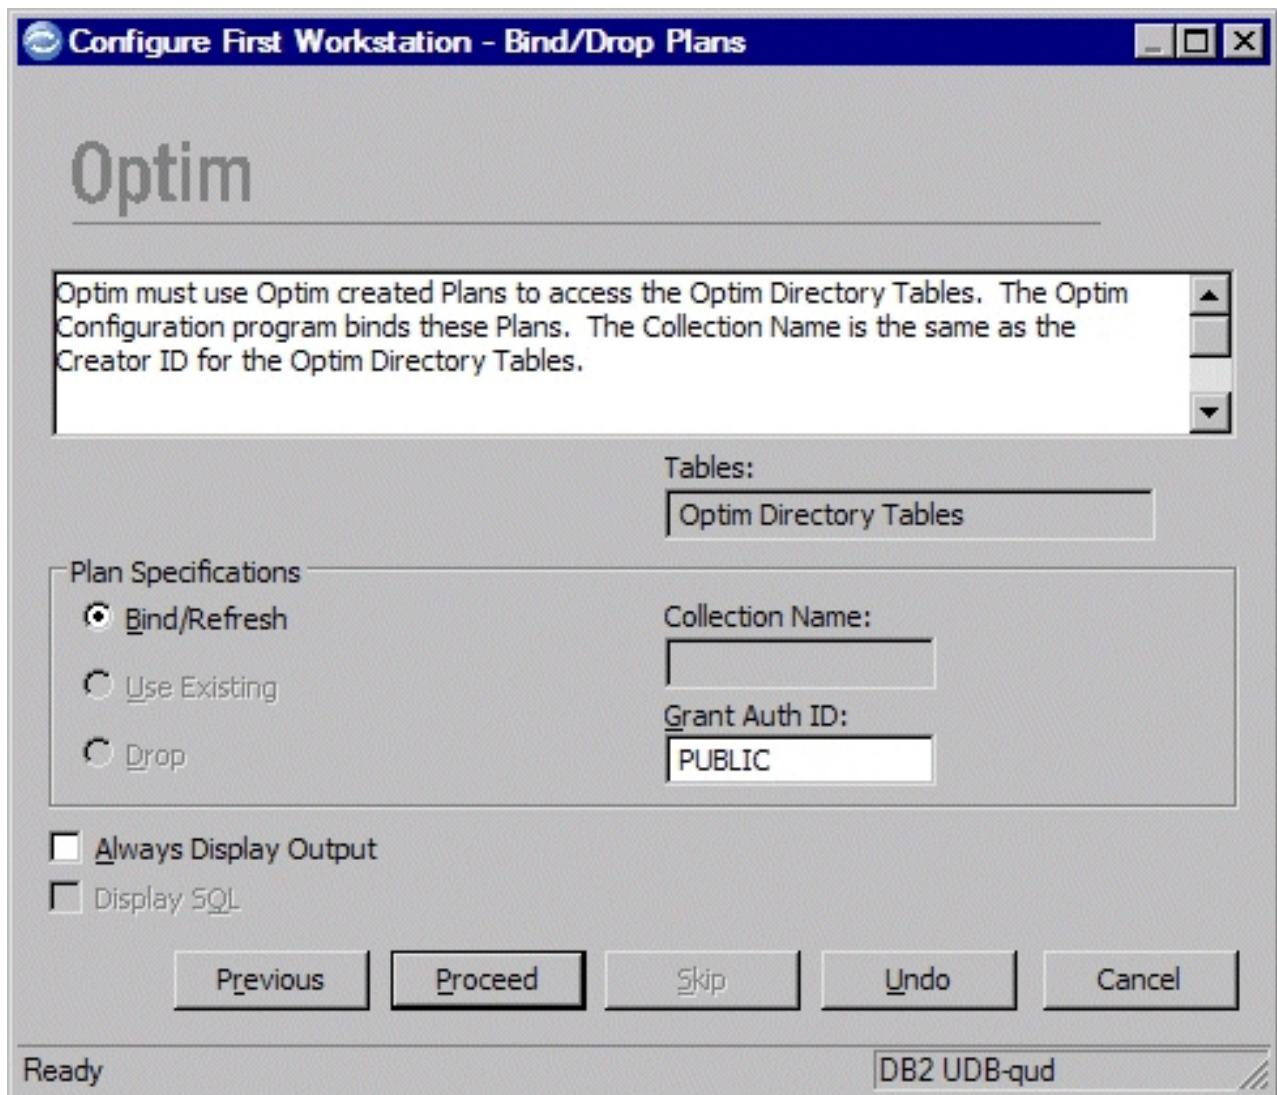 Configure First Workstation - Bind/Drop Plans
Optim
Optim must use Optim created Plans to access the Optim Directory Tables.  The Optim
Configuration program binds these Plans.  The Collection Name is the same as the
Creator ID for the Optim Directory Tables.
Tables:
Optim Directory Tables
Plan Specifications
Bind/Refresh
Collection Name:
Use Existing
Grant Auth ID:
Drop
PUBLIC
Always Display Output
Display SQL
Previous Proceed Skip Undo Cancel
Ready DB2 UDB-qud